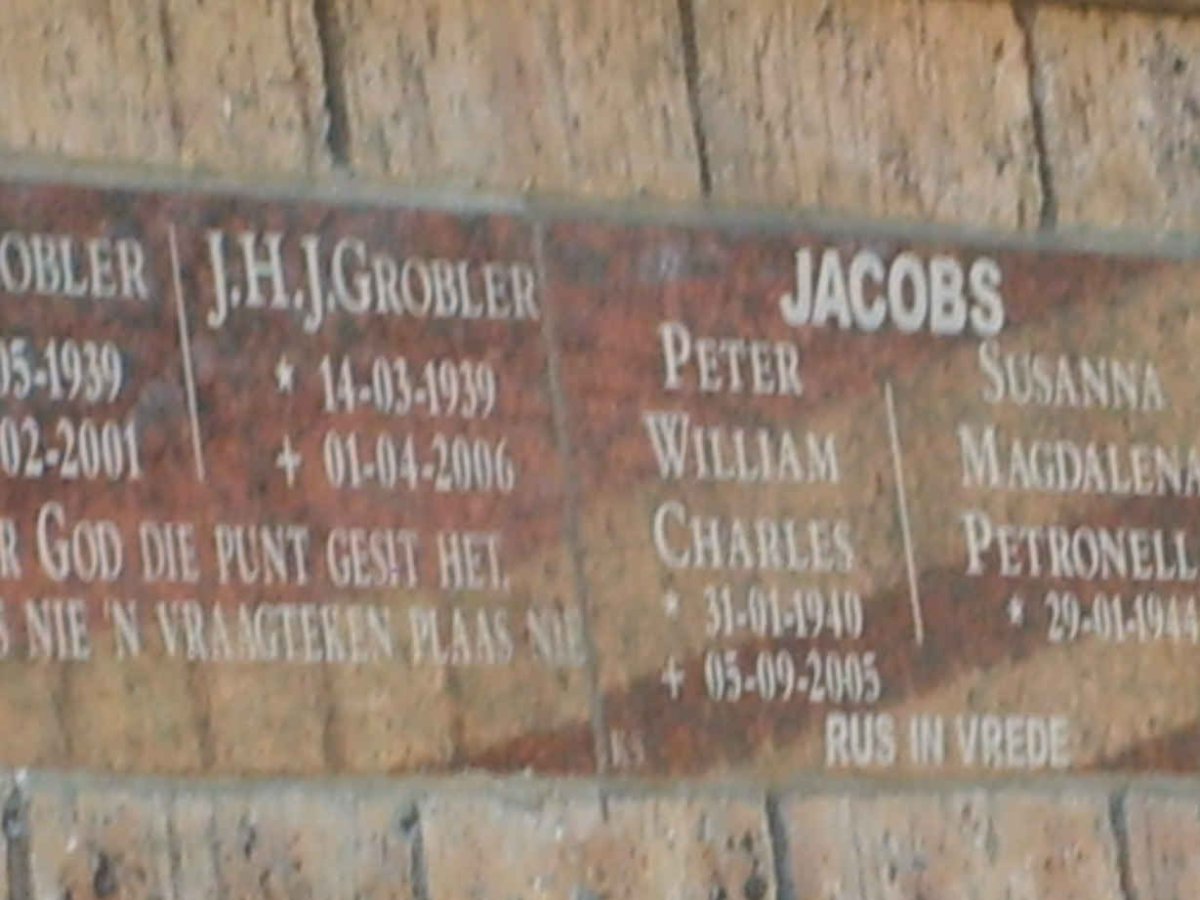 OBLER
05-1939
02-2001
J.H.J.GROBLER
* 14-03-1939
+ 01-04-2006
R GOD DIE PUNT GESIT HET.
S NIE 'N VRAAGTEKEN PLAAS NIE
JACOBS
PETER
WILLIAM
CHARLES
* 31-01-1940
+ 05-09-2005
SUSANNA
MAGDALENA
PETRONELL
* 29-01-194
RUS IN VREDE